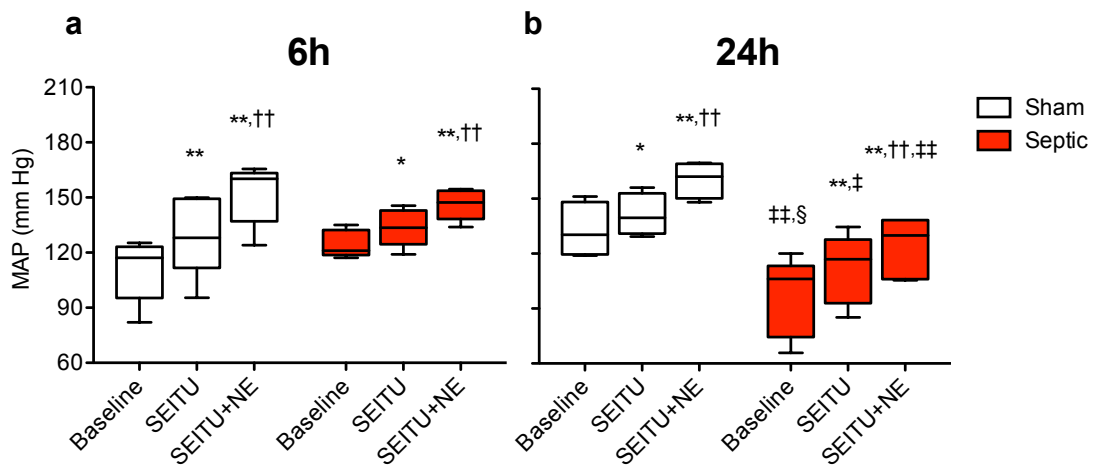 a
6h
b
24h
MAP (mm Hg)
210
180
150
120
90
60
**
**,††
*
**,††
*
**,††
‡‡,§
**,‡
**,††,‡‡
Sham
Septic
Baseline
SEITU
SEITU+NE
Baseline
SEITU
SEITU+NE
Baseline
SEITU
SEITU+NE
Baseline
SEITU
SEITU+NE